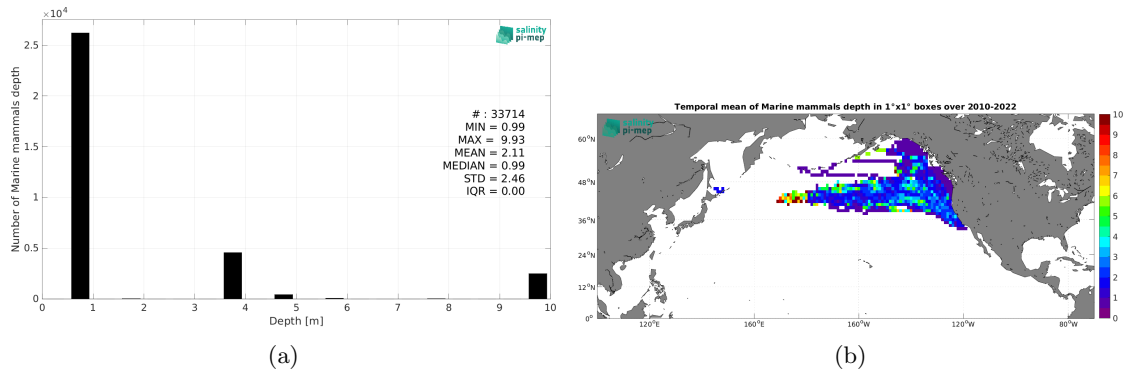 ×10⁴
2.5
2
1.5
1
0.5
0
Number of Marine mammals depth
salinity
pi-mep
# : 33714
MIN = 0.99
MAX = 9.93
MEAN = 2.11
MEDIAN = 0.99
STD = 2.46
IQR = 0.00
0 1 2 3 4 5 6 7 8 9 10
Depth [m]
(a)
Temporal mean of Marine mammals depth in 1°x1° boxes over 2010-2022
salinity
pi-mep
60°N
48°N
36°N
24°N
12°N
0°
120°E 160°E 160°W 120°W 80°W
10
9
8
7
6
5
4
3
2
1
0
(b)